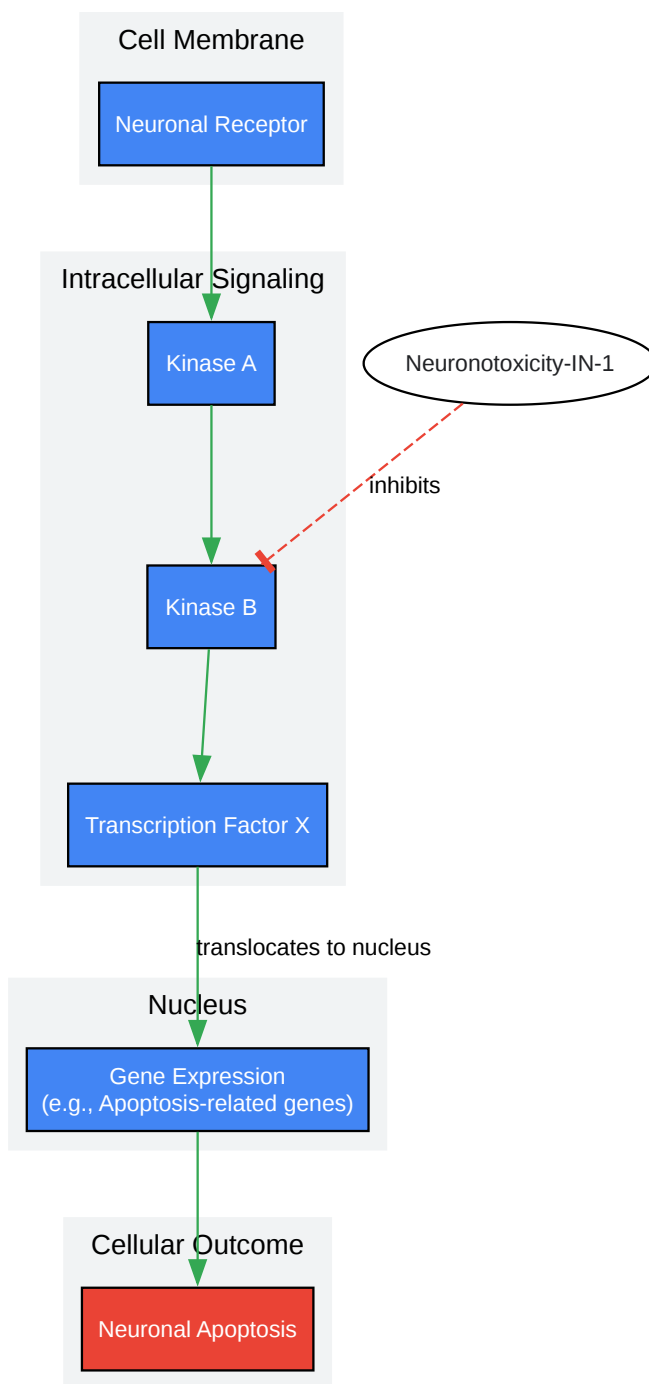 Cell Membrane
Neuronal Receptor
Intracellular Signaling
Kinase A
Neuronotoxicity-IN-1
inhibits
Kinase B
Transcription Factor X
translocates to nucleus
Nucleus
Gene Expression
(e.g., Apoptosis-related genes)
Cellular Outcome
Neuronal Apoptosis